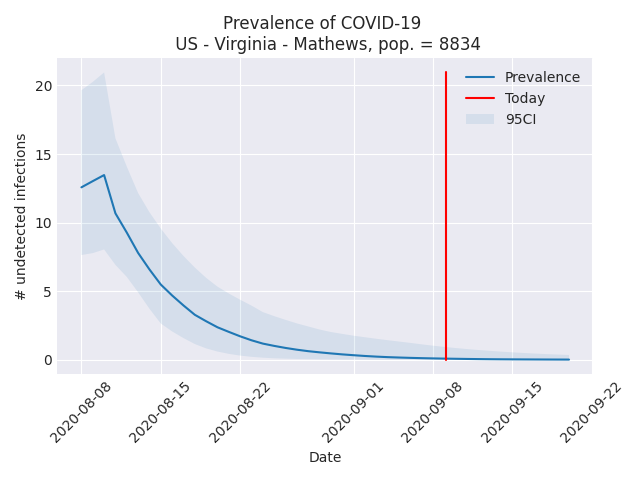 Prevalence of COVID-19
US - Virginia - Mathews, pop. = 8834
Prevalence
Today
95CI
20
15
10
5
0
# undetected infections
2020-08-08
2020-08-15
2020-08-22
2020-09-01
2020-09-08
2020-09-15
2020-09-22
Date